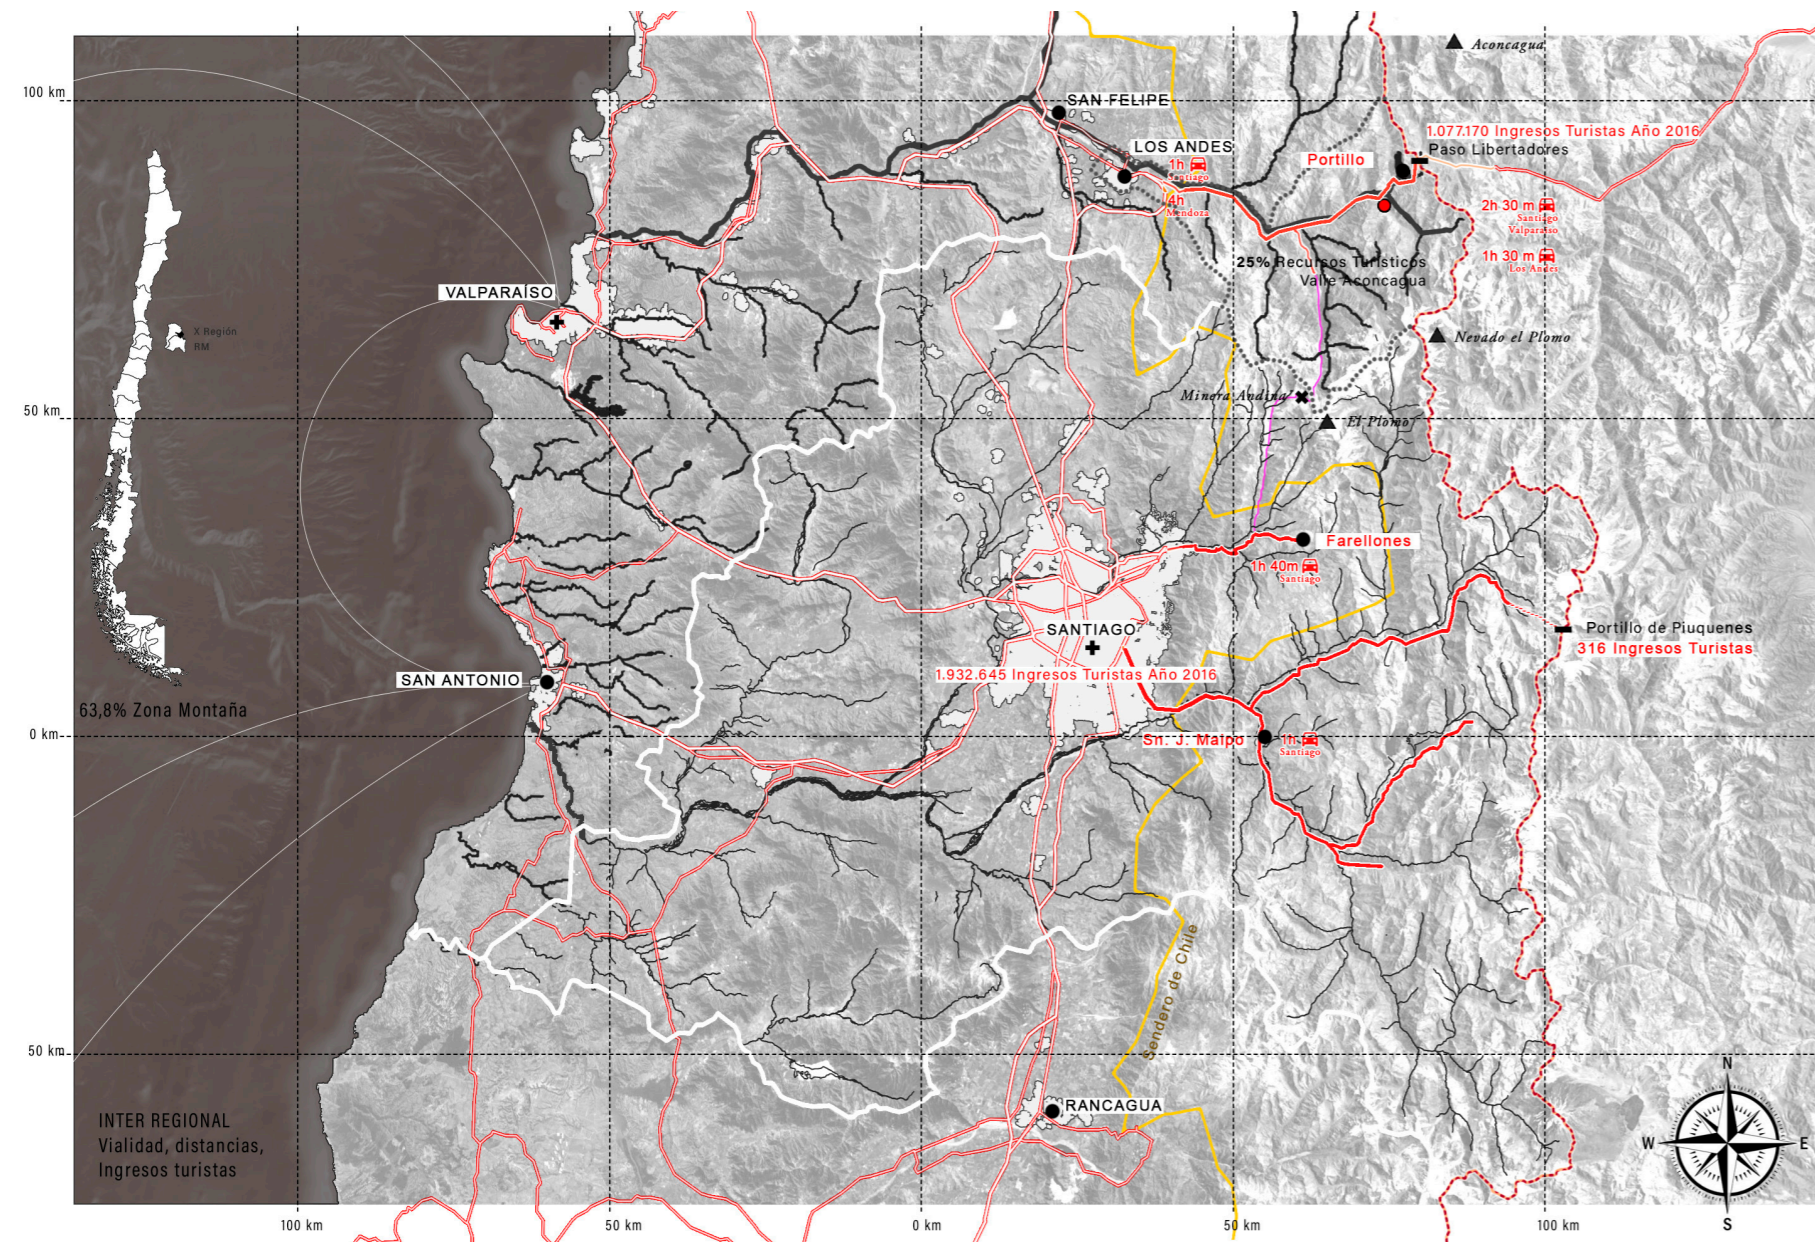 Aconcagua
100 km
SAN FELIPE
1.077.170 Ingresos Turistas Año 2016
Paso Libertadores
LOS ANDES
Portillo
1h
Santiago
4h
Mendoza
2h 30 m
Santiago
Valparaíso
1h 30 m
Los Andes
25% Recursos Turísticos
Valle Aconcagua
VALPARAÍSO
X Región
RM
Nevado el Plomo
Minera Andina
50 km
El Plomo
Farellones
1h 40m
Santiago
SANTIAGO
Portillo de Piuquenes
316 Ingresos Turistas
1.932.645 Ingresos Turistas Año 2016
SAN ANTONIO
63,8% Zona Montaña
0 km
Sn. J. Maipo
1h
Santiago
Sendero de Chile
50 km
RANCAGUA
INTER REGIONAL
Vialidad, distancias,
Ingresos turistas
N
W
E
S
100 km
50 km
0 km
50 km
100 km